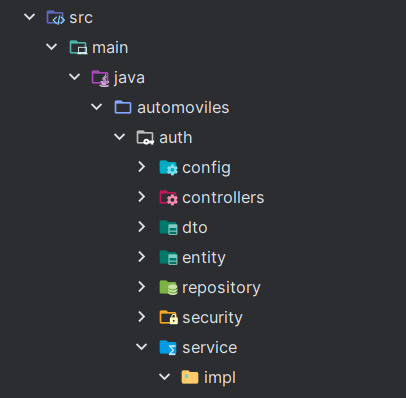 src
main
java
automoviles
auth
config
controllers
dto
entity
repository
security
service
impl